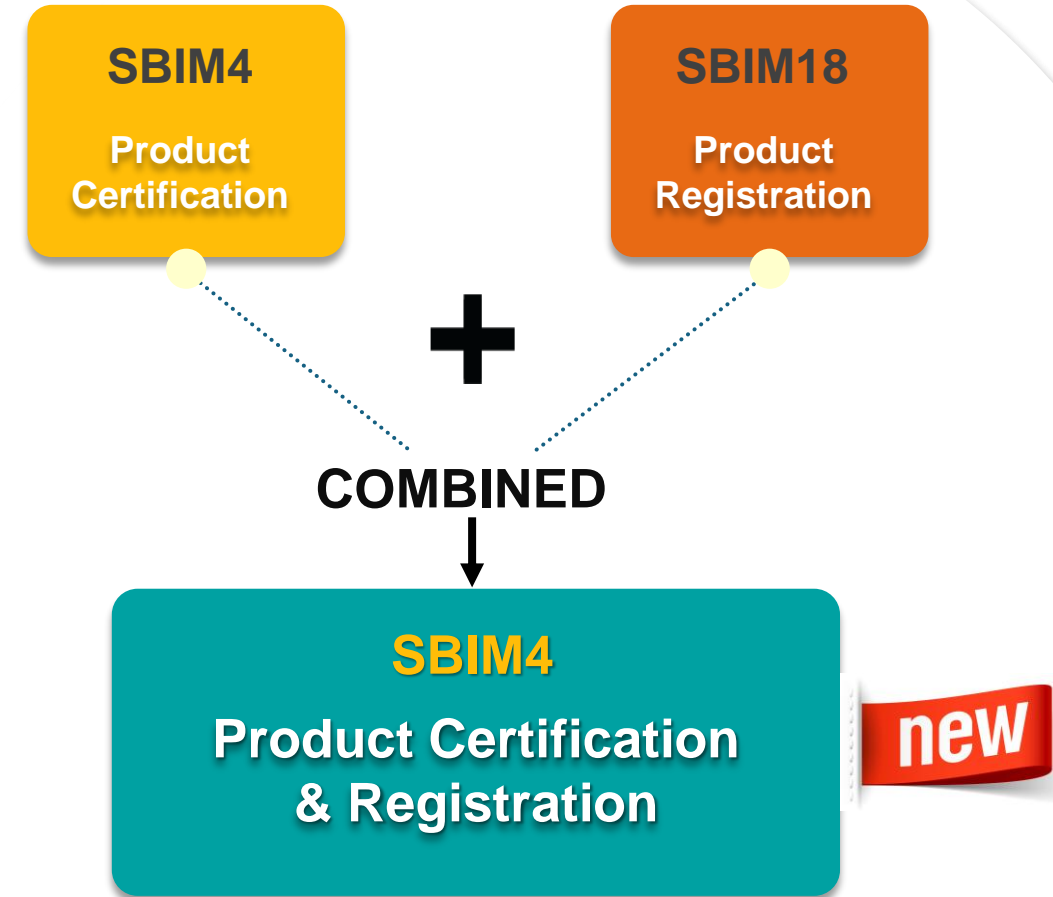 SBIM4
Product
Certification
SBIM18
Product
Registration
+
COMBINED
SBIM4
Product Certification
& Registration
new